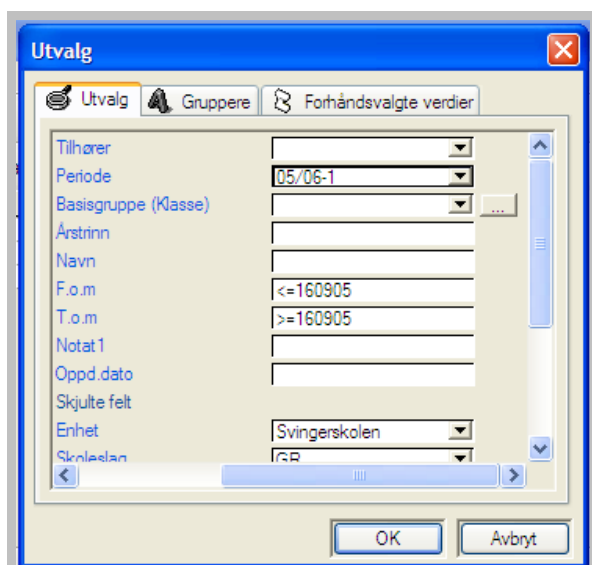 Utvalg
Utvalg Gruppere Forhåndsvalgte verdier
Tilhører
Periode 05/06-1
Basisgruppe (Klasse) ...
Årstrinn
Navn
F.o.m <=160905
T.o.m >=160905
Notat1
Oppd.dato
Skjulte felt
Enhet Svingerskolen
Skoleslag GR
OK Avbryt